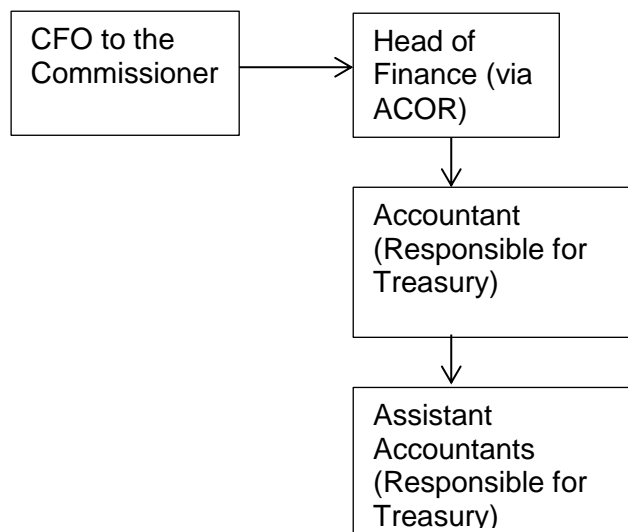 CFO to the
Commissioner
Head of
Finance (via
ACOR)
Accountant
(Responsible for
Treasury)
Assistant
Accountants
(Responsible for
Treasury)